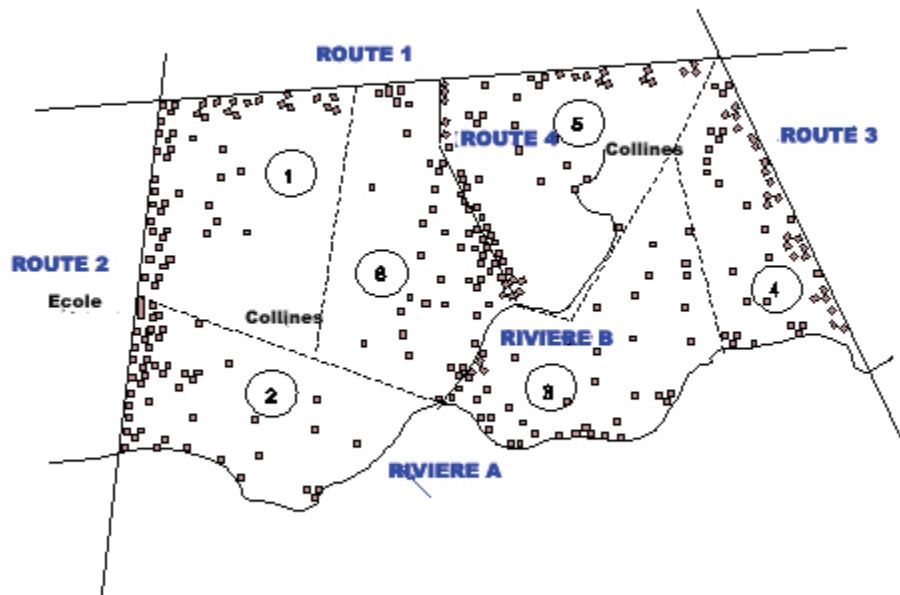 ROUTE 1
5
ROUTE 4
ROUTE 3
Collines
1
ROUTE 2
6
Ecole
4
Collines
RIVIERE B
3
2
RIVIERE A